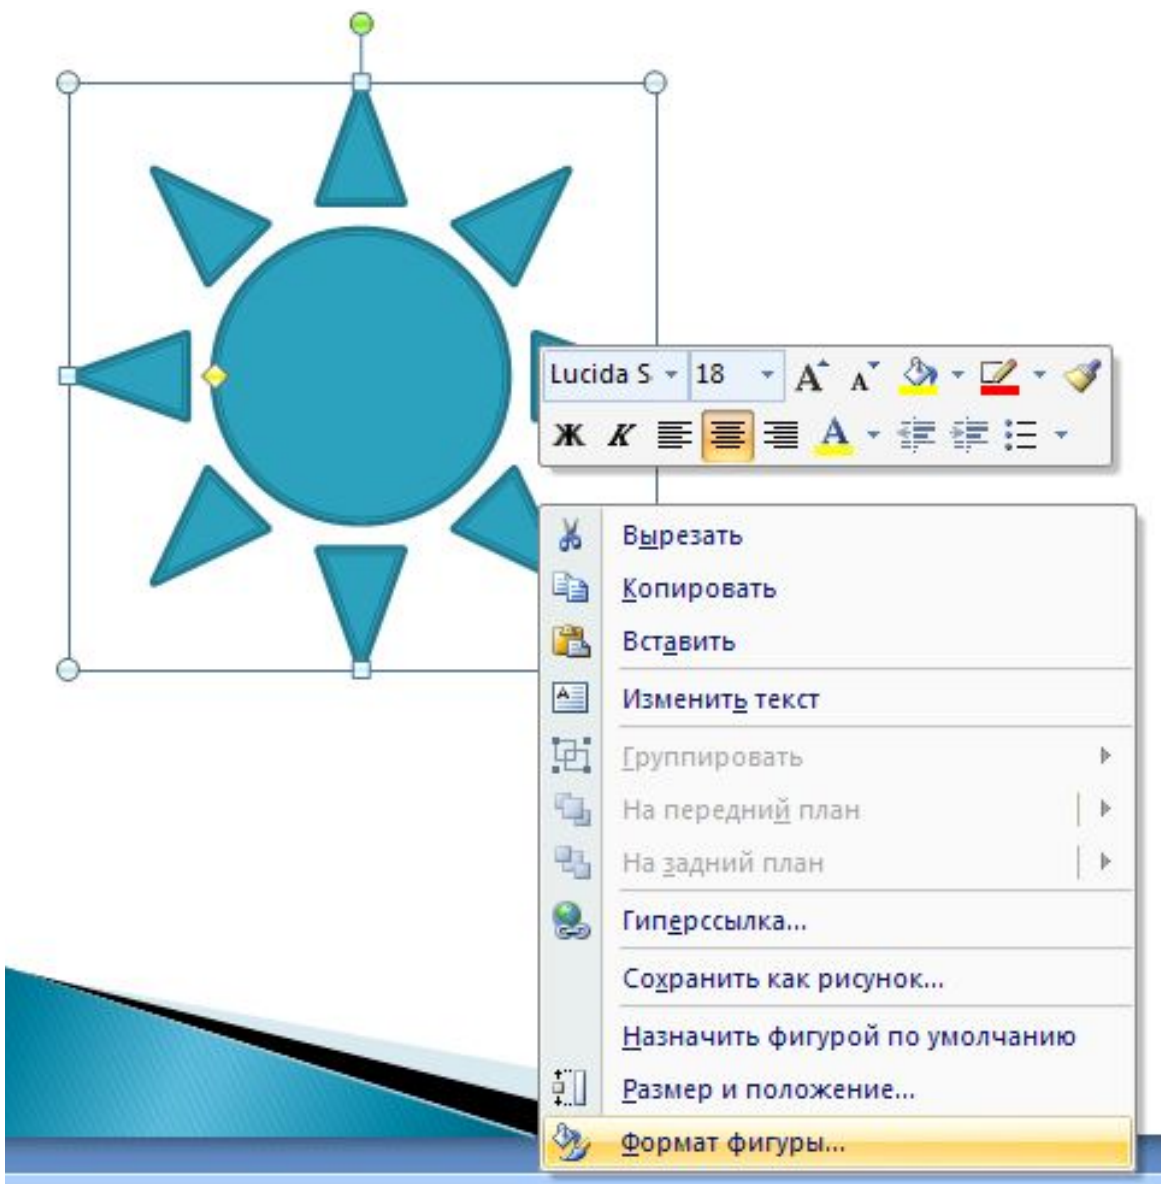 Lucida S 18 A A
Ж К A
Вырезать
Копировать
Вставить
Изменить текст
Группировать
На передний план
На задний план
Гиперссылка...
Сохранить как рисунок...
Назначить фигурой по умолчанию
Размер и положение...
Формат фигуры...